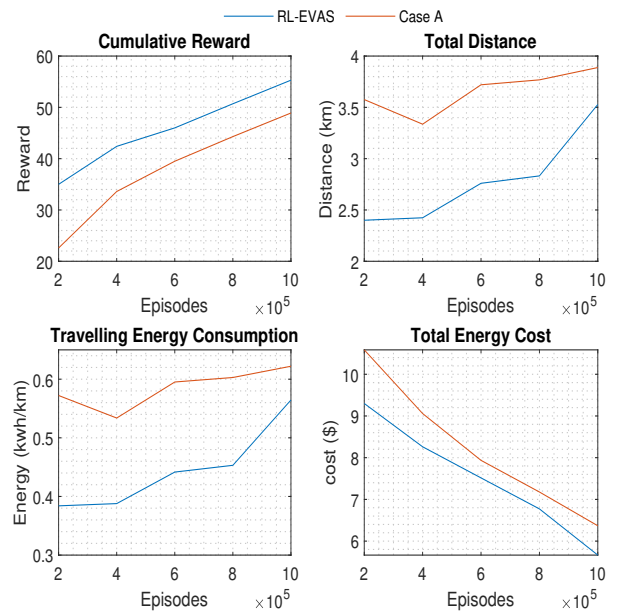 RL-EVAS Case A
Cumulative Reward
60
50
40
30
20
Reward
2 4 6 8 10
Episodes ×10^5
Total Distance
4
3.5
3
2.5
2
Distance (km)
2 4 6 8 10
Episodes ×10^5
Travelling Energy Consumption
0.6
0.5
0.4
0.3
Energy (kwh/km)
2 4 6 8 10
Episodes ×10^5
Total Energy Cost
10
9
8
7
6
cost ($)
2 4 6 8 10
Episodes ×10^5